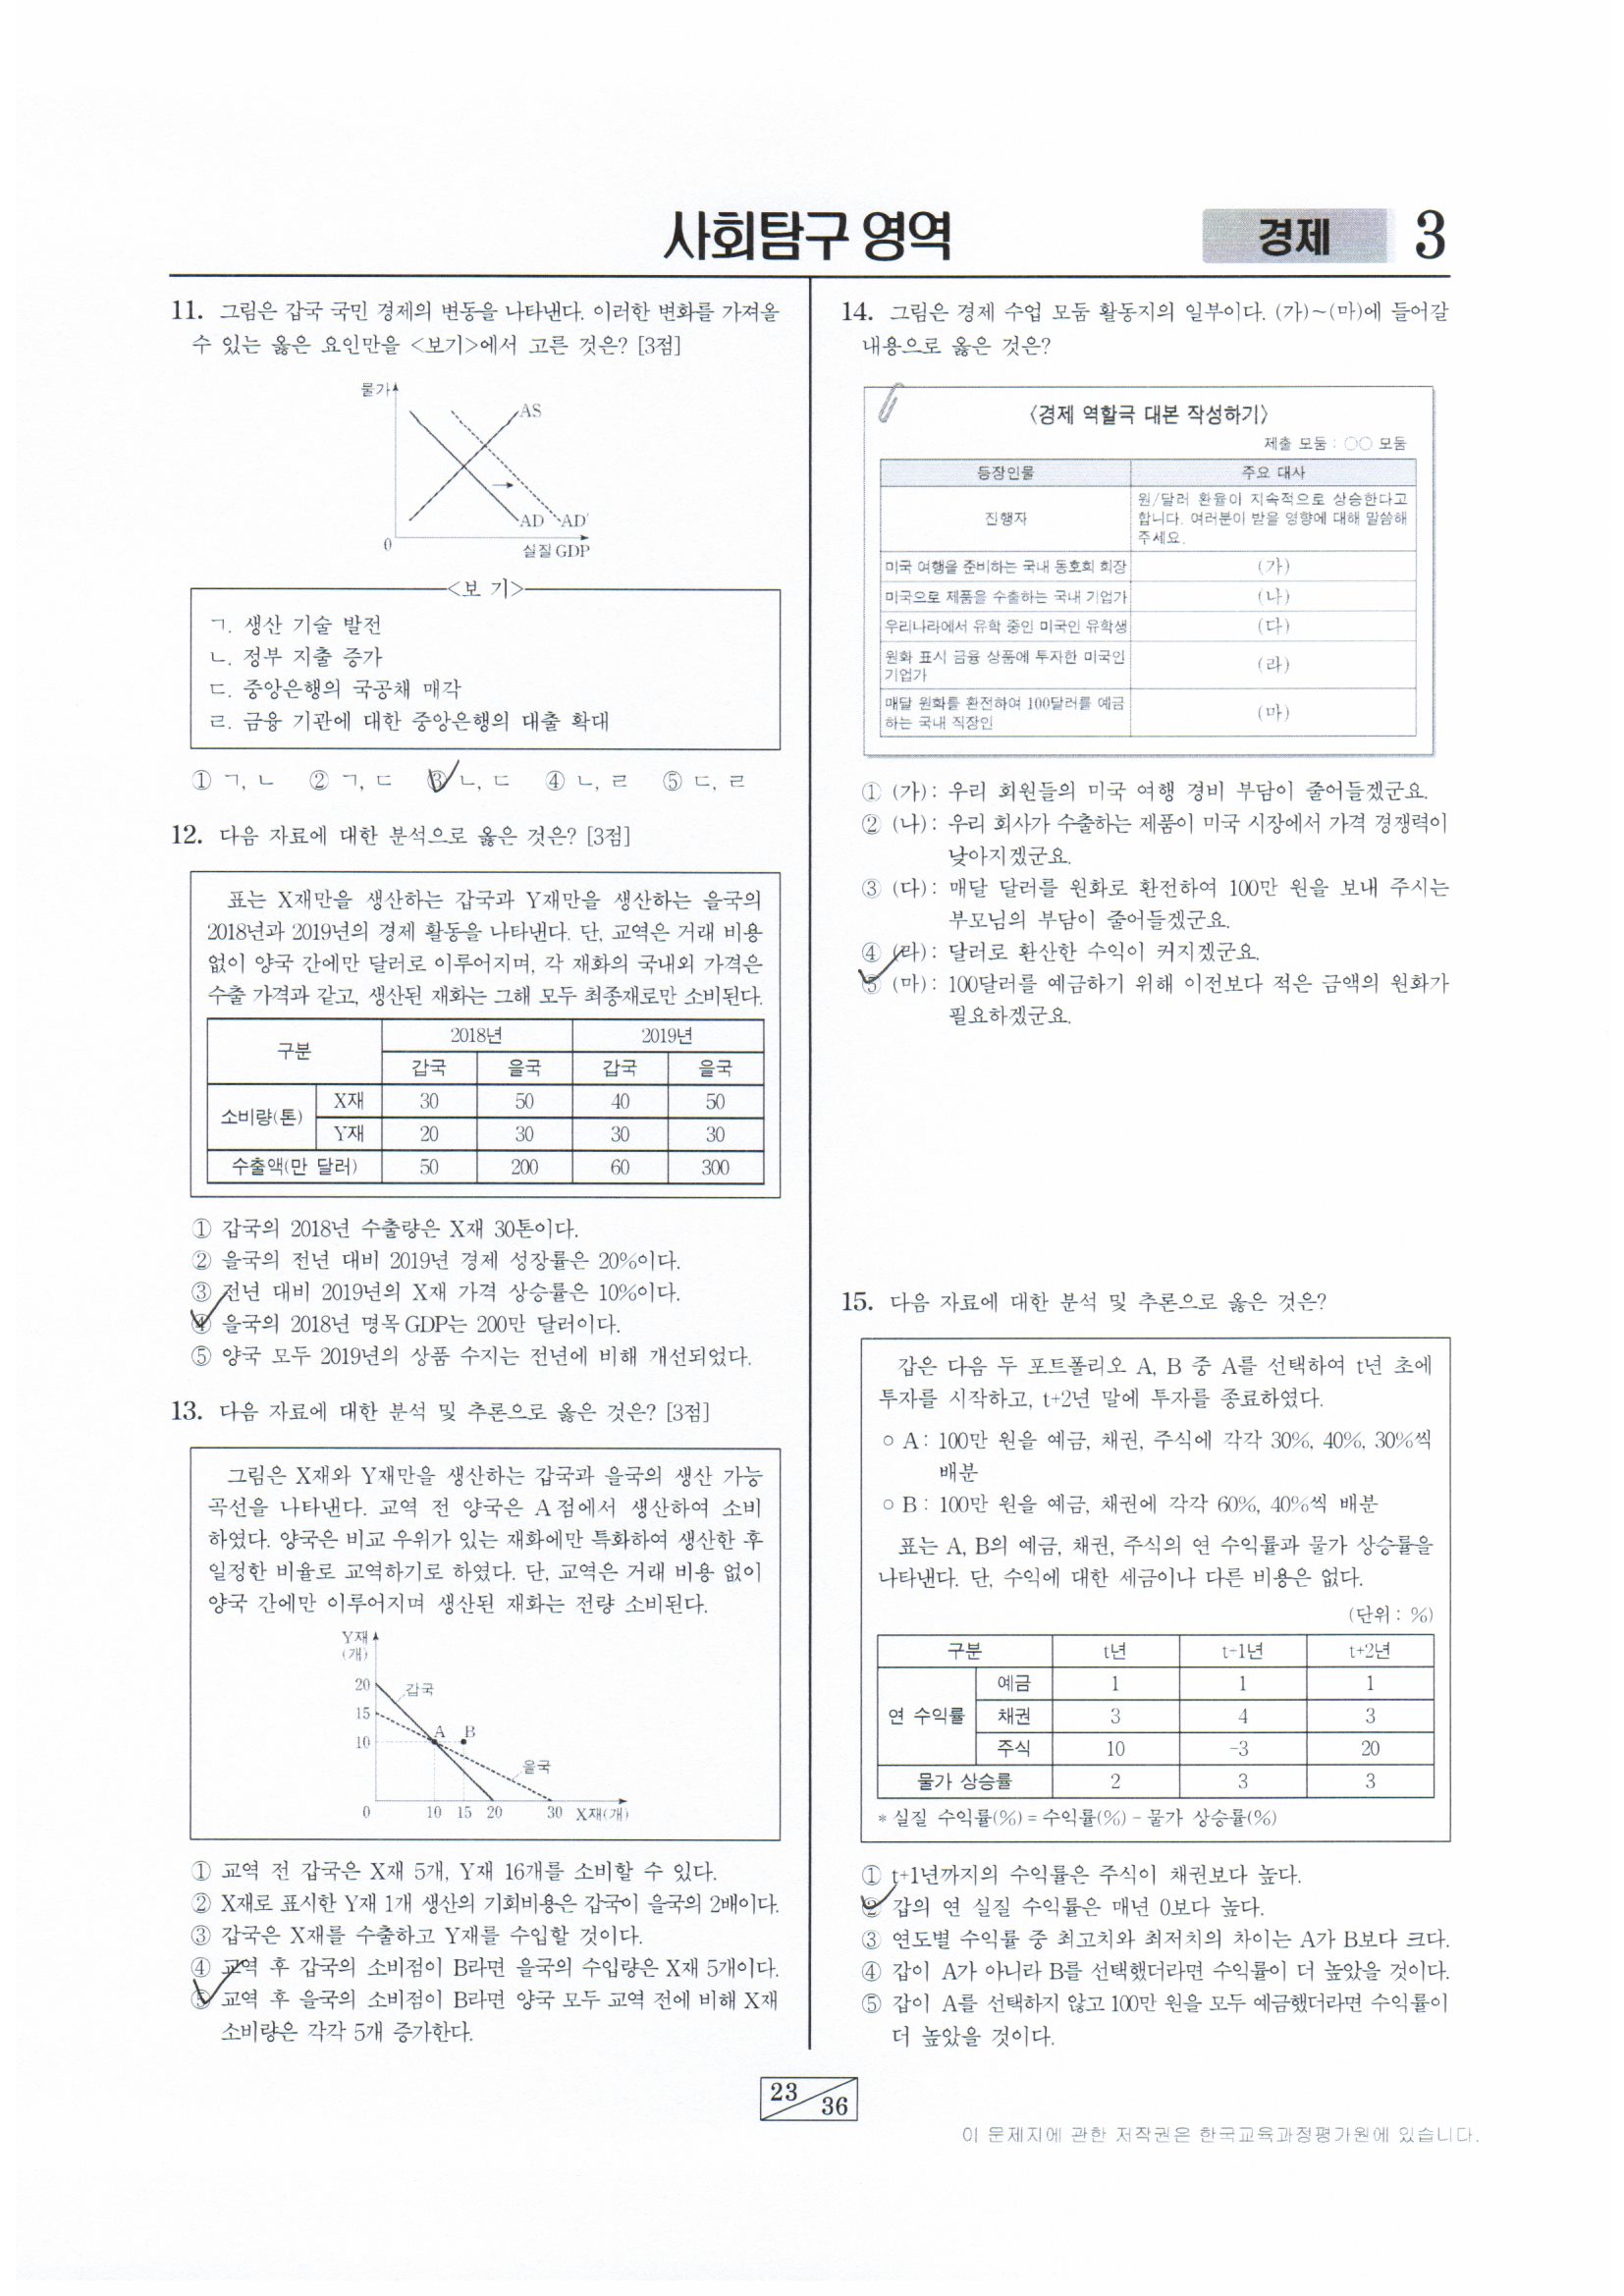 사회탐구 영역
경제
3
11. 그림은 갑국 국민 경제의 변동을 나타낸다. 이러한 변화를 가져올
수 있는 옳은 요인만을 <보기>에서 고른 것은? [3점]
물가
AS
AD
AD′
0
실질 GDP
<보 기>
ㄱ. 생산 기술 발전
ㄴ. 정부 지출 증가
ㄷ. 중앙은행의 국공채 매각
ㄹ. 금융 기관에 대한 중앙은행의 대출 확대
① ㄱ, ㄴ ② ㄱ, ㄷ ③ ㄴ, ㄷ ④ ㄴ, ㄹ ⑤ ㄷ, ㄹ
12. 다음 자료에 대한 분석으로 옳은 것은? [3점]
표는 X재만을 생산하는 갑국과 Y재만을 생산하는 을국의
2018년과 2019년의 경제 활동을 나타낸다. 단, 교역은 거래 비용
없이 양국 간에만 달러로 이루어지며, 각 재화의 국내외 가격은
수출 가격과 같고, 생산된 재화는 그해 모두 최종재로만 소비된다.
구분 2018년 2019년
갑국 을국 갑국 을국
소비량(톤) X재 30 50 40 50
Y재 20 30 30 30
수출액(만 달러) 50 200 60 300
① 갑국의 2018년 수출량은 X재 30톤이다.
② 을국의 전년 대비 2019년 경제 성장률은 20%이다.
③ 전년 대비 2019년의 X재 가격 상승률은 10%이다.
④ 을국의 2018년 명목 GDP는 200만 달러이다.
⑤ 양국 모두 2019년의 상품 수지는 전년에 비해 개선되었다.
13. 다음 자료에 대한 분석 및 추론으로 옳은 것은? [3점]
그림은 X재와 Y재만을 생산하는 갑국과 을국의 생산 가능
곡선을 나타낸다. 교역 전 양국은 A점에서 생산하여 소비
하였다. 양국은 비교 우위가 있는 재화에만 특화하여 생산한 후
일정한 비율로 교역하기로 하였다. 단, 교역은 거래 비용 없이
양국 간에만 이루어지며 생산된 재화는 전량 소비된다.
Y재
(개)
20
갑국
15
A B
10
을국
0 10 15 20 30 X재(개)
① 교역 전 갑국은 X재 5개, Y재 16개를 소비할 수 있다.
② X재로 표시한 Y재 1개 생산의 기회비용은 갑국이 을국의 2배이다.
③ 갑국은 X재를 수출하고 Y재를 수입할 것이다.
④ 교역 후 갑국의 소비점이 B라면 을국의 수입량은 X재 5개이다.
⑤ 교역 후 을국의 소비점이 B라면 양국 모두 교역 전에 비해 X재
소비량은 각각 5개 증가한다.
14. 그림은 경제 수업 모둠 활동지의 일부이다. (가)~(마)에 들어갈
내용으로 옳은 것은?
<경제 역할극 대본 작성하기>
제출 모둠 : ○○ 모둠
등장인물 주요 대사
진행자 원/달러 환율이 지속적으로 상승한다고
합니다. 여러분이 받을 영향에 대해 말씀해
주세요.
미국 여행을 준비하는 국내 동호회 회장 (가)
미국으로 제품을 수출하는 국내 기업가 (나)
우리나라에서 유학 중인 미국인 유학생 (다)
원화 표시 금융 상품에 투자한 미국인
기업가 (라)
매달 원화를 환전하여 100달러를 예금
하는 국내 직장인 (마)
① (가): 우리 회원들의 미국 여행 경비 부담이 줄어들겠군요.
② (나): 우리 회사가 수출하는 제품이 미국 시장에서 가격 경쟁력이
낮아지겠군요.
③ (다): 매달 달러를 원화로 환전하여 100만 원을 보내 주시는
부모님의 부담이 줄어들겠군요.
④ (라): 달러로 환산한 수익이 커지겠군요.
⑤ (마): 100달러를 예금하기 위해 이전보다 적은 금액의 원화가
필요하겠군요.
15. 다음 자료에 대한 분석 및 추론으로 옳은 것은?
갑은 다음 두 포트폴리오 A, B 중 A를 선택하여 t년 초에
투자를 시작하고, t+2년 말에 투자를 종료하였다.
○ A: 100만 원을 예금, 채권, 주식에 각각 30%, 40%, 30%씩
배분
○ B: 100만 원을 예금, 채권에 각각 60%, 40%씩 배분
표는 A, B의 예금, 채권, 주식의 연 수익률과 물가 상승률을
나타낸다. 단, 수익에 대한 세금이나 다른 비용은 없다.
(단위 : %)
구분 t년 t+1년 t+2년
연 수익률 예금 1 1 1
채권 3 4 3
주식 10 -3 20
물가 상승률 2 3 3
* 실질 수익률(%) = 수익률(%) - 물가 상승률(%)
① t+1년까지의 수익률은 주식이 채권보다 높다.
② 갑의 연 실질 수익률은 매년 0보다 높다.
③ 연도별 수익률 중 최고치와 최저치의 차이는 A가 B보다 크다.
④ 갑이 A가 아니라 B를 선택했더라면 수익률이 더 높았을 것이다.
⑤ 갑이 A를 선택하지 않고 100만 원을 모두 예금했더라면 수익률이
더 높았을 것이다.
23
36
이 문제지에 관한 저작권은 한국교육과정평가원에 있습니다.